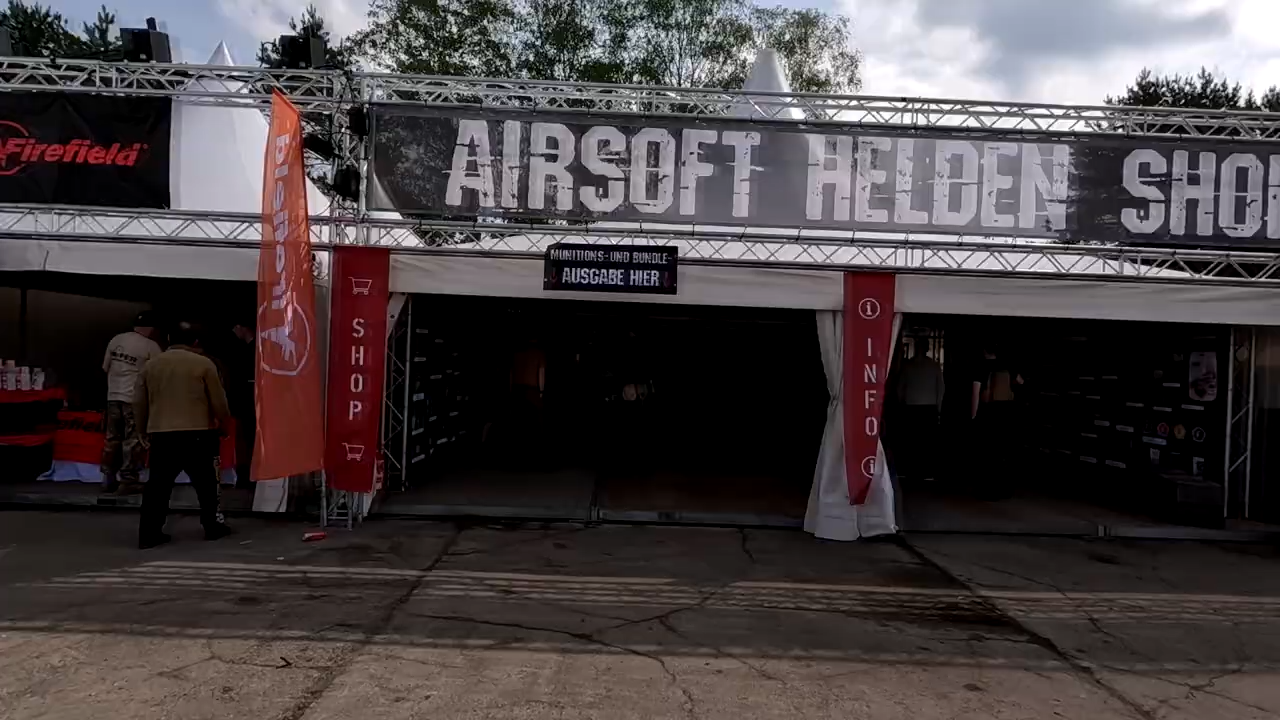 Firefield
AIRSOFT HELDEN SHOP
MUNITIONS- UND BUNDLE-
AUSGABE HIER
SHOP
INFO